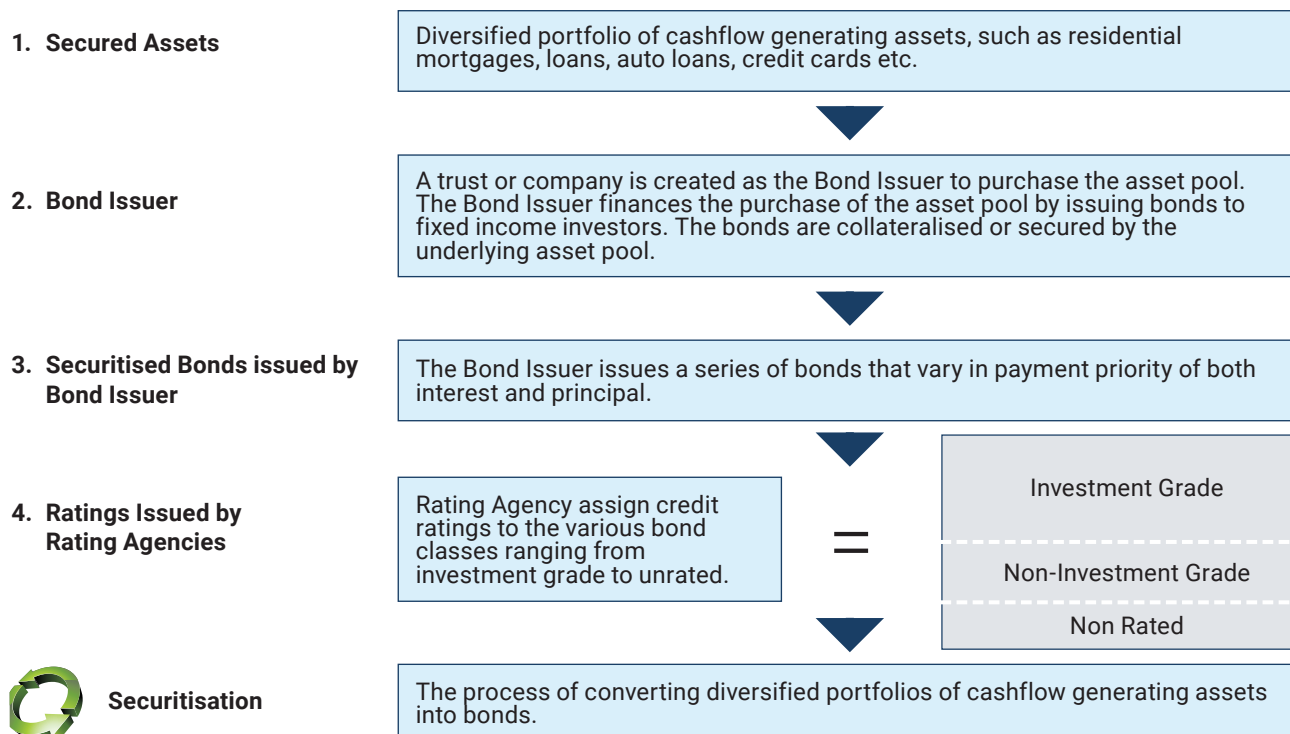 1. Secured Assets
Diversified portfolio of cashflow generating assets, such as residential
mortgages, loans, auto loans, credit cards etc.
2. Bond Issuer
A trust or company is created as the Bond Issuer to purchase the asset pool.
The Bond Issuer finances the purchase of the asset pool by issuing bonds to
fixed income investors. The bonds are collateralised or secured by the
underlying asset pool.
3. Securitised Bonds issued by
Bond Issuer
The Bond Issuer issues a series of bonds that vary in payment priority of both
interest and principal.
4. Ratings Issued by
Rating Agencies
Rating Agency assign credit
ratings to the various bond
classes ranging from
investment grade to unrated.
=
Investment Grade
Non-Investment Grade
Non Rated
Securitisation
The process of converting diversified portfolios of cashflow generating assets
into bonds.